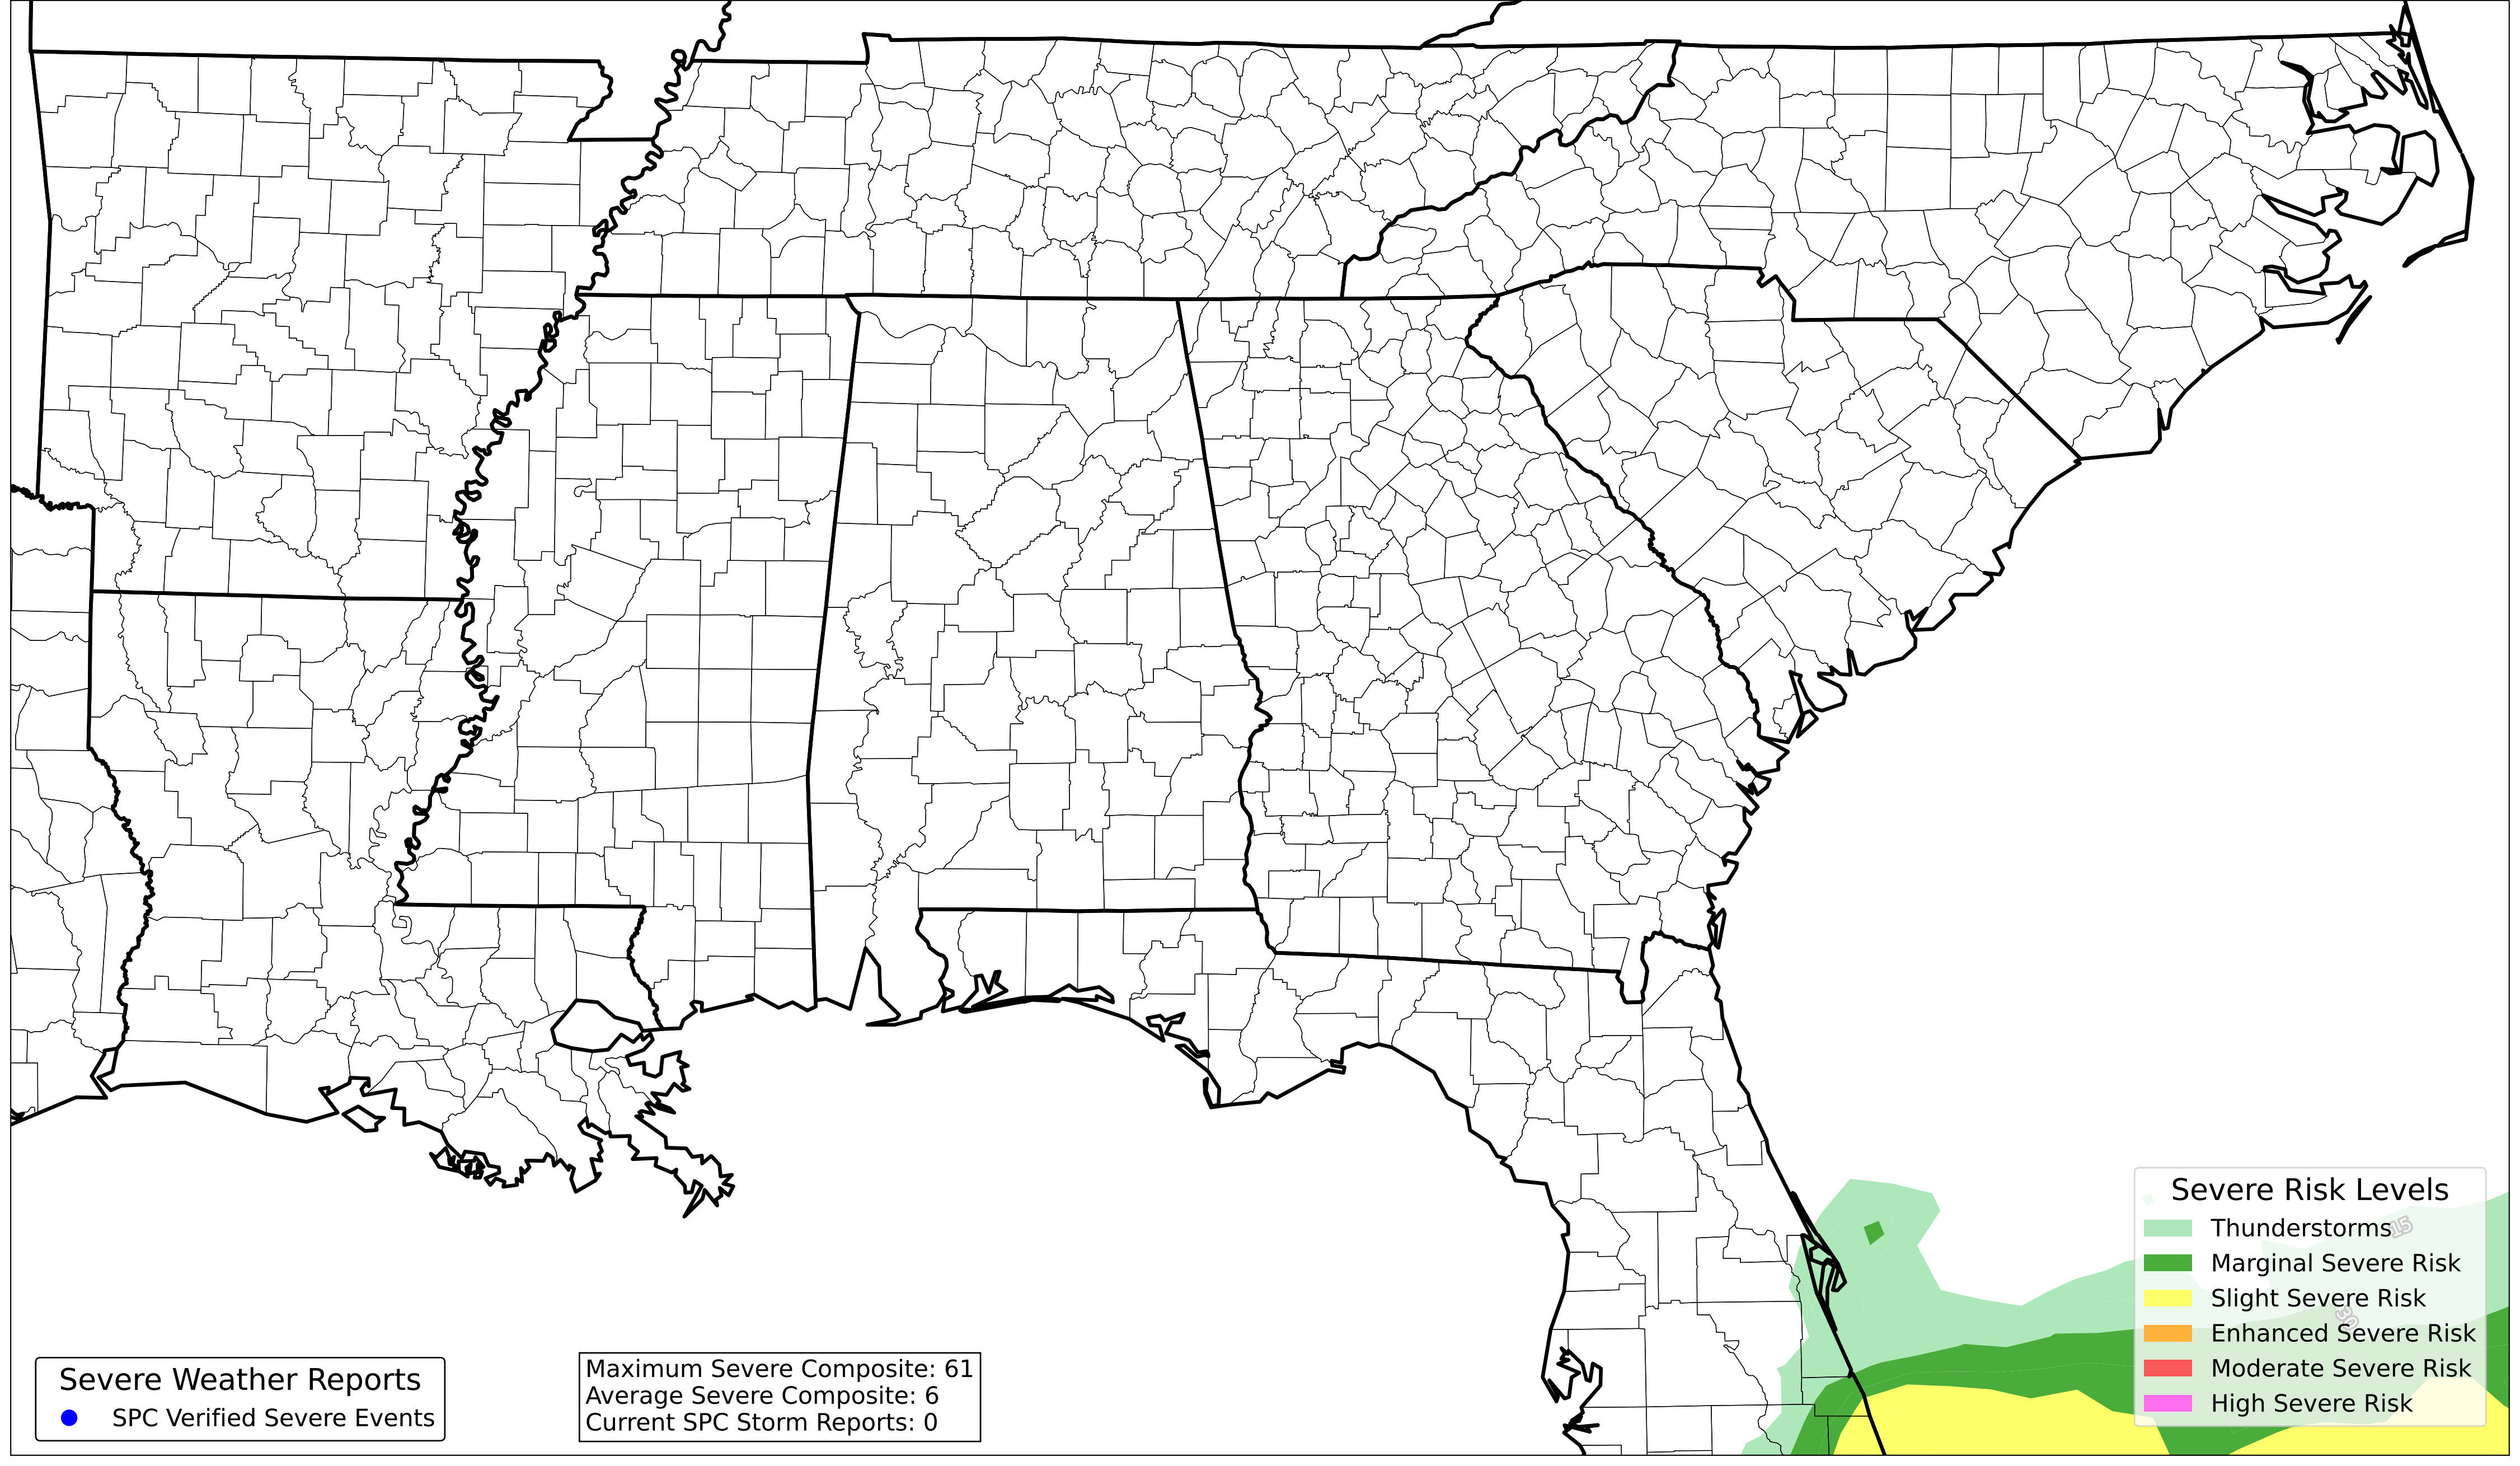 Severe Risk Levels
Thunderstorms
15
Marginal Severe Risk
Slight Severe Risk
30
Enhanced Severe Risk
Moderate Severe Risk
High Severe Risk
Severe Weather Reports
SPC Verified Severe Events
Maximum Severe Composite: 61
Average Severe Composite: 6
Current SPC Storm Reports: 0